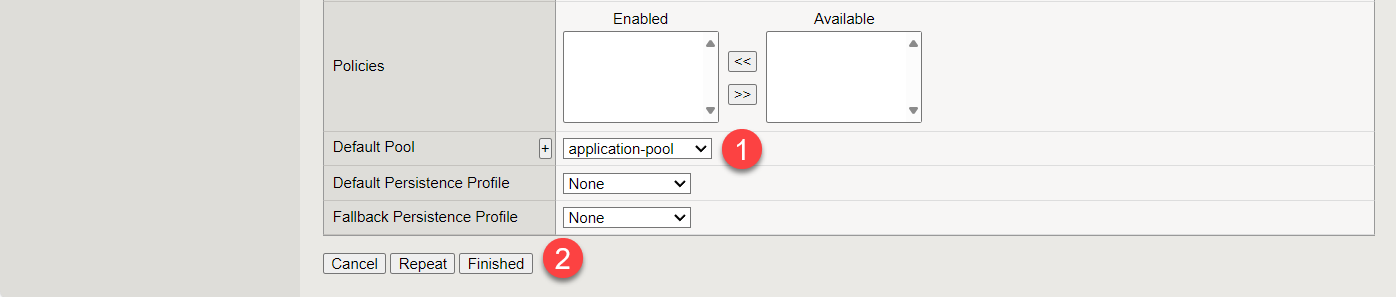 Enabled Available
Policies << >>
Default Pool + application-pool 1
Default Persistence Profile None
Fallback Persistence Profile None
Cancel Repeat Finished 2